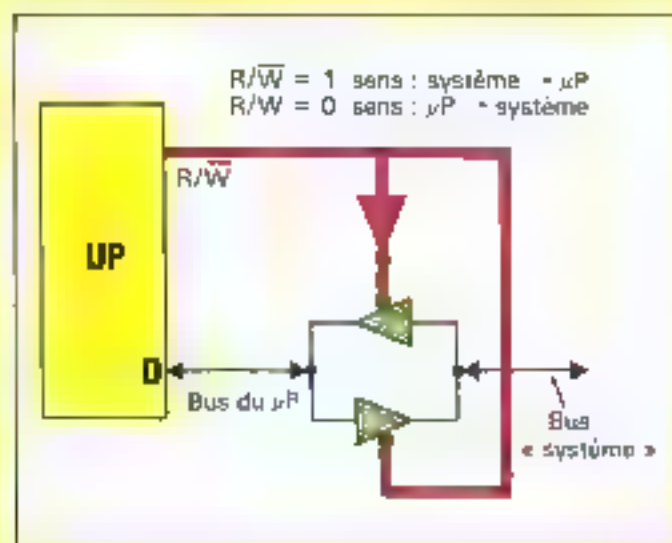 R/W̅ = 1 sens : système - µP
R/W = 0 sens : µP - système
R/W̅
UP
D
Bus du µP
Bus
« système »